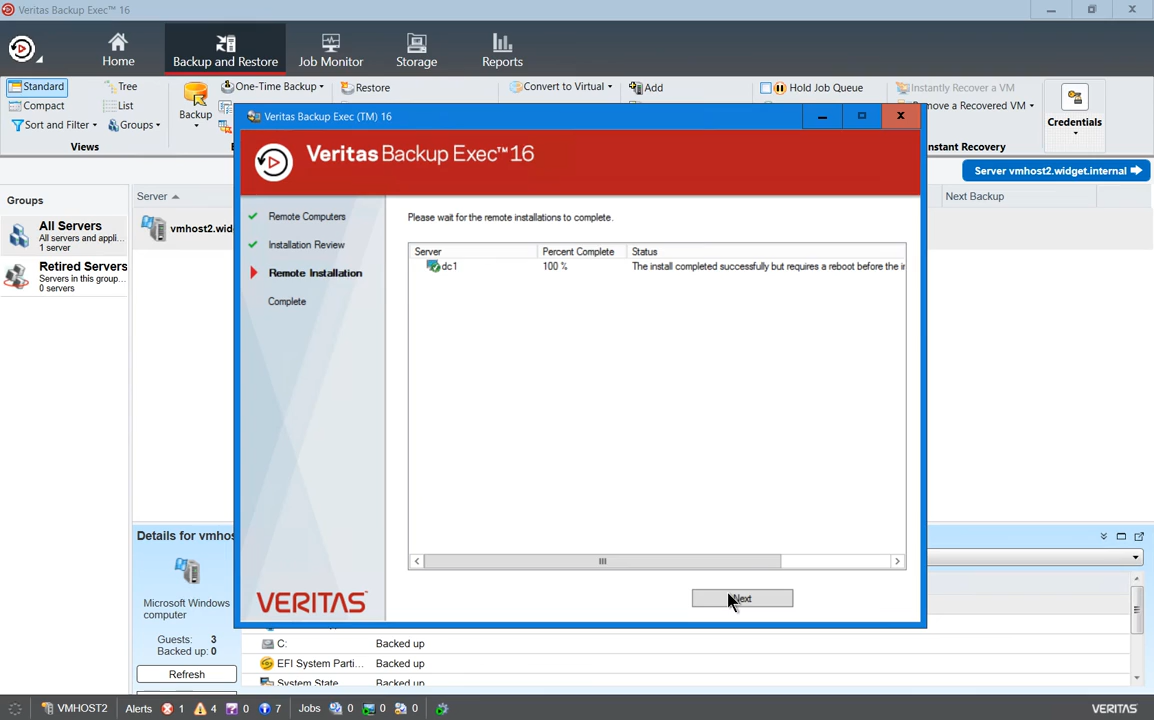 Veritas Backup Exec™ 16
Home
Backup and Restore
Job Monitor
Storage
Reports
Standard
Tree
Compact
List
Sort and Filter
Groups
Views
Backup
One-Time Backup
Restore
Convert to Virtual
Add
Hold Job Queue
Instantly Recover a VM
move a Recovered VM
nstant Recovery
Credentials
Server vmhost2.widget.internal
Groups
Server
Next Backup
All Servers
All servers and appli...
1 server
vmhost2.wid
Retired Servers
Servers in this group...
0 servers
Veritas Backup Exec (TM) 16
Veritas Backup Exec™ 16
Remote Computers
Installation Review
Remote Installation
Complete
Please wait for the remote installations to complete.
Server
Percent Complete
Status
dc1
100 %
The install completed successfully but requires a reboot before the ir
VERITAS
Next
Details for vmhos
Microsoft Windows
computer
Guests: 3
Backed up: 0
Refresh
C:
Backed up
EFI System Parti...
Backed up
System State
Backed up
VMHOST2
Alerts
1
4
0
7
Jobs
0
0
0
VERITAS